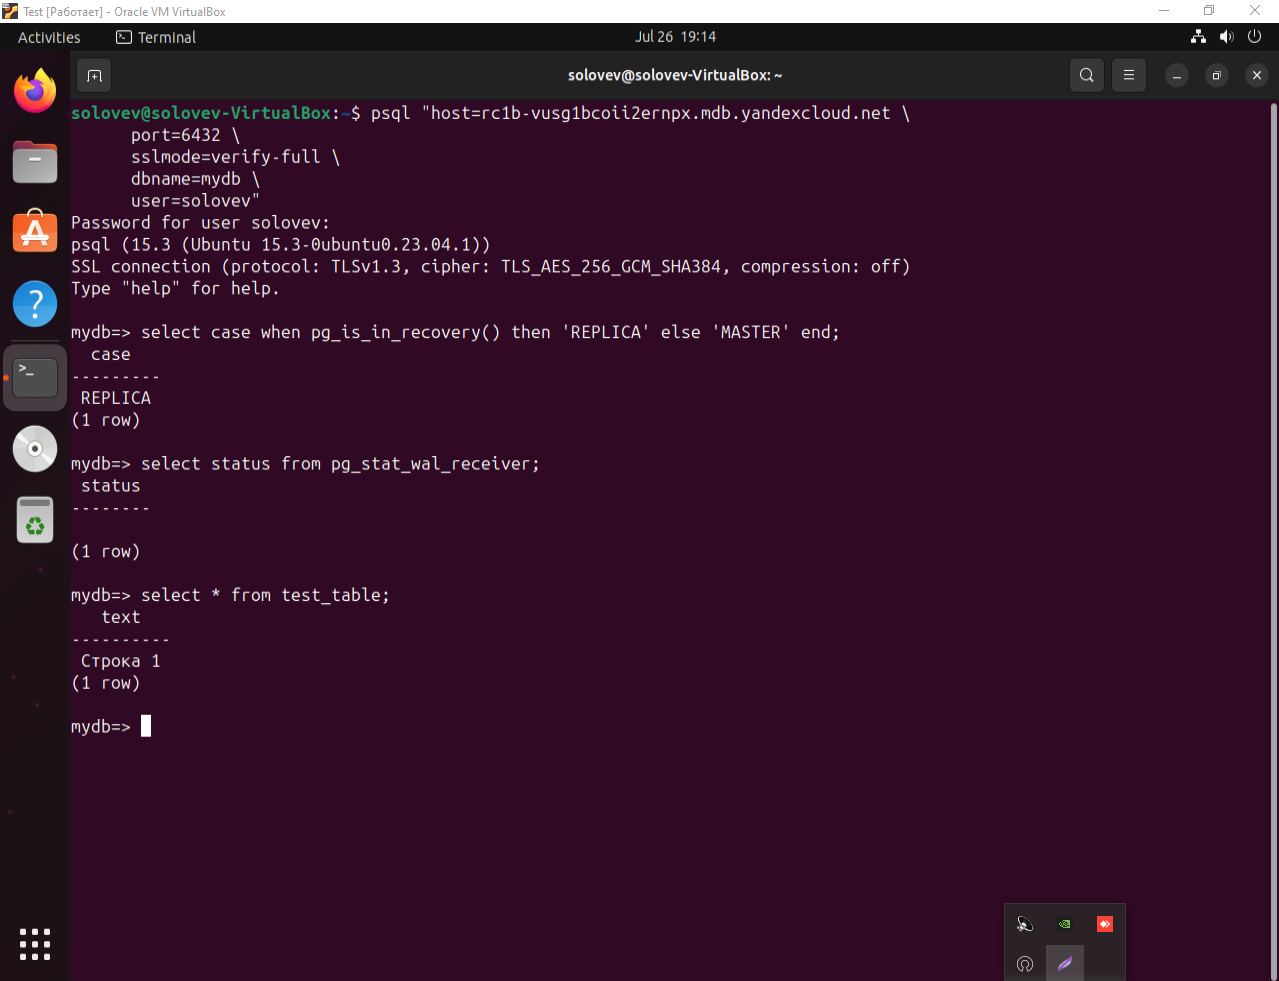 Test [Работает] - Oracle VM VirtualBox
Activities
Terminal
Jul 26 19:14
solovev@solovev-VirtualBox: ~
solovev@solovev-VirtualBox:~$ psql "host=rc1b-vusg1bcoii2ernpx.mdb.yandexcloud.net \
port=6432 \
sslmode=verify-full \
dbname=mydb \
user=solovev"
Password for user solovev:
psql (15.3 (Ubuntu 15.3-0ubuntu0.23.04.1))
SSL connection (protocol: TLSv1.3, cipher: TLS_AES_256_GCM_SHA384, compression: off)
Type "help" for help.
mydb=> select case when pg_is_in_recovery() then 'REPLICA' else 'MASTER' end;
case
---------
REPLICA
(1 row)
mydb=> select status from pg_stat_wal_receiver;
status
--------
(1 row)
mydb=> select * from test_table;
text
----------
Строка 1
(1 row)
mydb=>